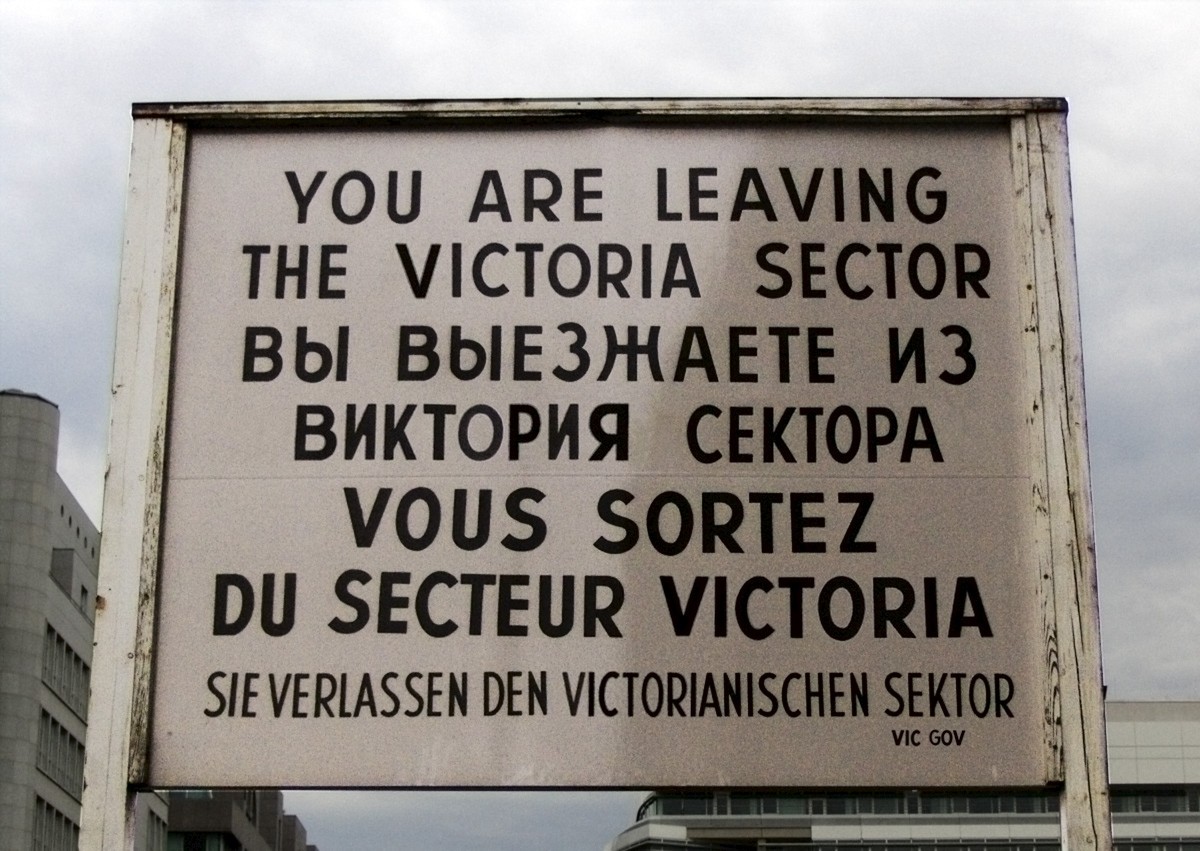 YOU ARE LEAVING
THE VICTORIA SECTOR
ВЫ ВЫЕЗЖАЕТЕ ИЗ
ВИКТОРИЯ СЕКТОРА
VOUS SORTEZ
DU SECTEUR VICTORIA
SIE VERLASSEN DEN VICTORIANISCHEN SEKTOR
VIC GOV